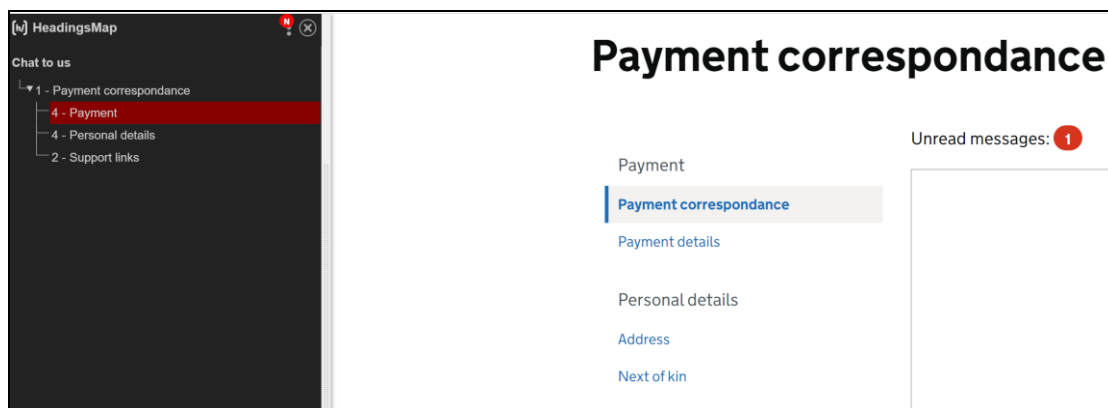 HeadingsMap
N
Chat to us
1 - Payment correspondance
4 - Payment
4 - Personal details
2 - Support links
Payment correspondance
Unread messages: 1
Payment
Payment correspondance
Payment details
Personal details
Address
Next of kin